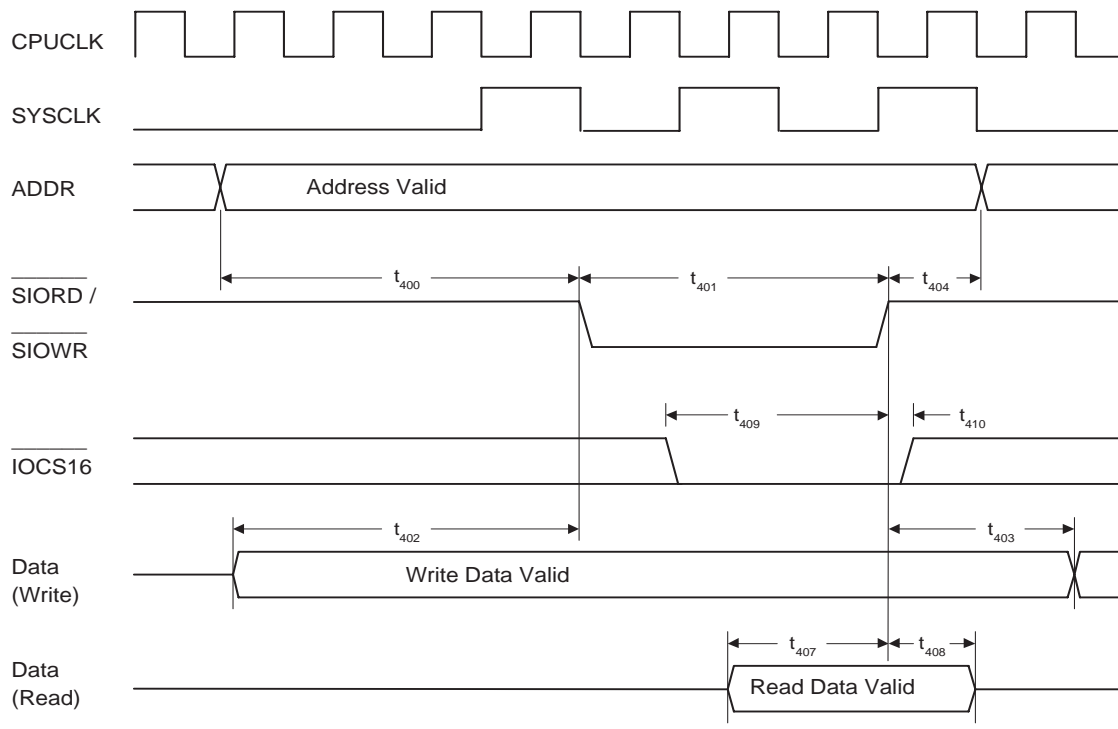 CPUCLK
SYSCLK
ADDR
Address Valid
t400
t401
t404
SIORD /
SIOWR
t409
t410
IOCS16
t402
t403
Data
(Write)
Write Data Valid
t407
t408
Data
(Read)
Read Data Valid